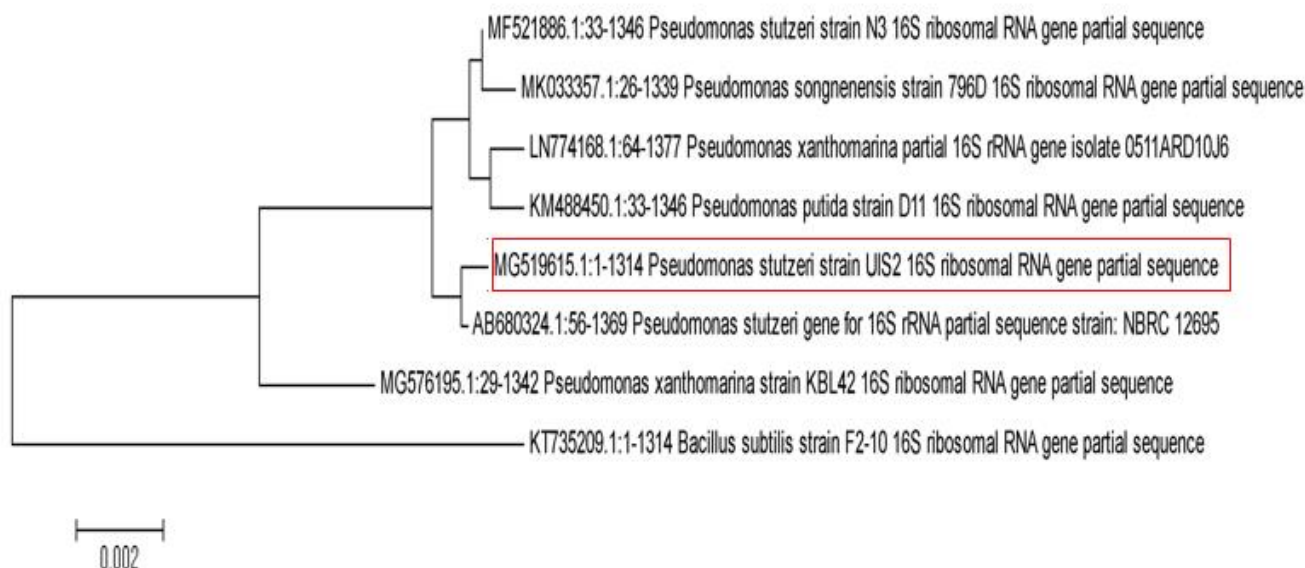 MF521886.1:33-1346 Pseudomonas stutzeri strain N3 16S ribosomal RNA gene partial sequence
MK033357.1:26-1339 Pseudomonas songnenensis strain 796D 16S ribosomal RNA gene partial sequence
LN774168.1:64-1377 Pseudomonas xanthomarina partial 16S rRNA gene isolate 0511ARD10J6
KM488450.1:33-1346 Pseudomonas putida strain D11 16S ribosomal RNA gene partial sequence
MG519615.1:1-1314 Pseudomonas stutzeri strain UIS2 16S ribosomal RNA gene partial sequence
AB680324.1:56-1369 Pseudomonas stutzeri gene for 16S rRNA partial sequence strain: NBRC 12695
MG576195.1:29-1342 Pseudomonas xanthomarina strain KBL42 16S ribosomal RNA gene partial sequence
KT735209.1:1-1314 Bacillus subtilis strain F2-10 16S ribosomal RNA gene partial sequence
0.002